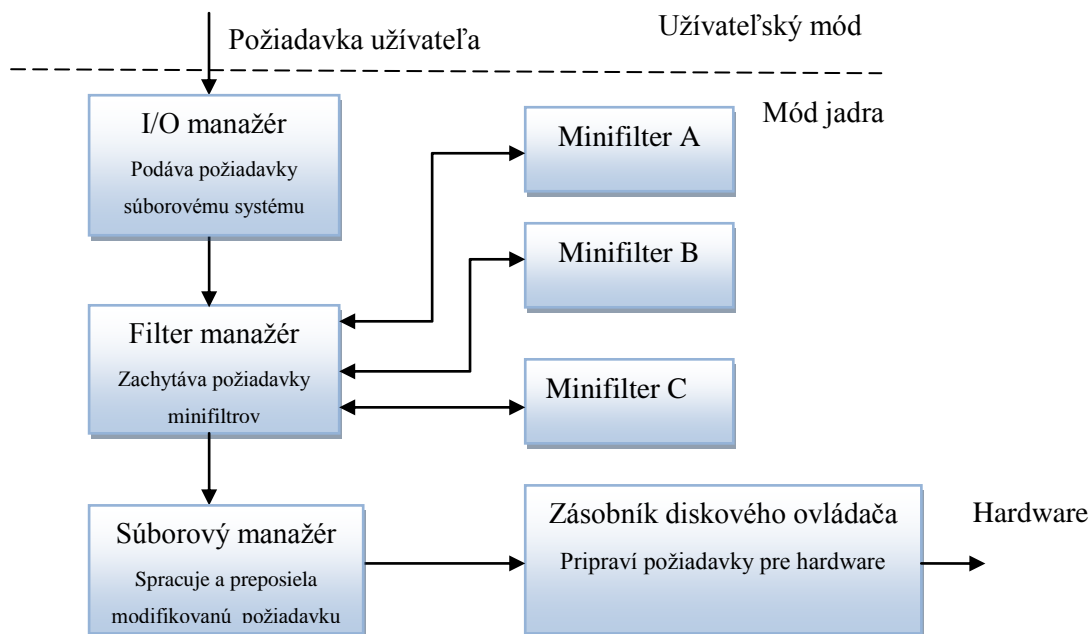 Požiadavka užívateľa
Užívateľský mód
Mód jadra
I/O manažér
Podáva požiadavky
súborovému systému
Minifilter A
Minifilter B
Filter manažér
Zachytáva požiadavky
minifiltrov
Minifilter C
Súborový manažér
Spracuje a preposiela
modifikovanú požiadavku
Zásobník diskového ovládača
Pripraví požiadavky pre hardware
Hardware